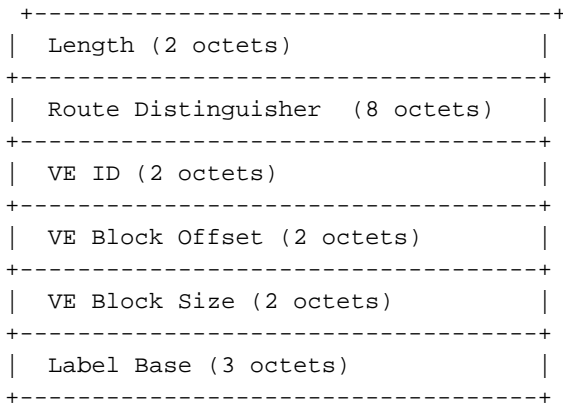 +-----------------------------------+
|  Length (2 octets)                |
+-----------------------------------+
|  Route Distinguisher  (8 octets)  |
+-----------------------------------+
|  VE ID (2 octets)                 |
+-----------------------------------+
|  VE Block Offset (2 octets)       |
+-----------------------------------+
|  VE Block Size (2 octets)         |
+-----------------------------------+
|  Label Base (3 octets)            |
+-----------------------------------+